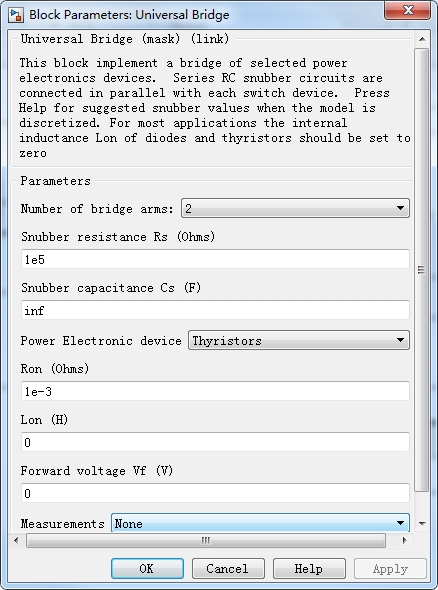 Block Parameters: Universal Bridge
Universal Bridge (mask) (link)
This block implement a bridge of selected power
electronics devices.  Series RC snubber circuits are
connected in parallel with each switch device.  Press
Help for suggested snubber values when the model is
discretized. For most applications the internal
inductance Lon of diodes and thyristors should be set to
zero
Parameters
Number of bridge arms: 2
Snubber resistance Rs (Ohms)
1e5
Snubber capacitance Cs (F)
inf
Power Electronic device Thyristors
Ron (Ohms)
1e-3
Lon (H)
0
Forward voltage Vf (V)
0
Measurements None
OK Cancel Help Apply